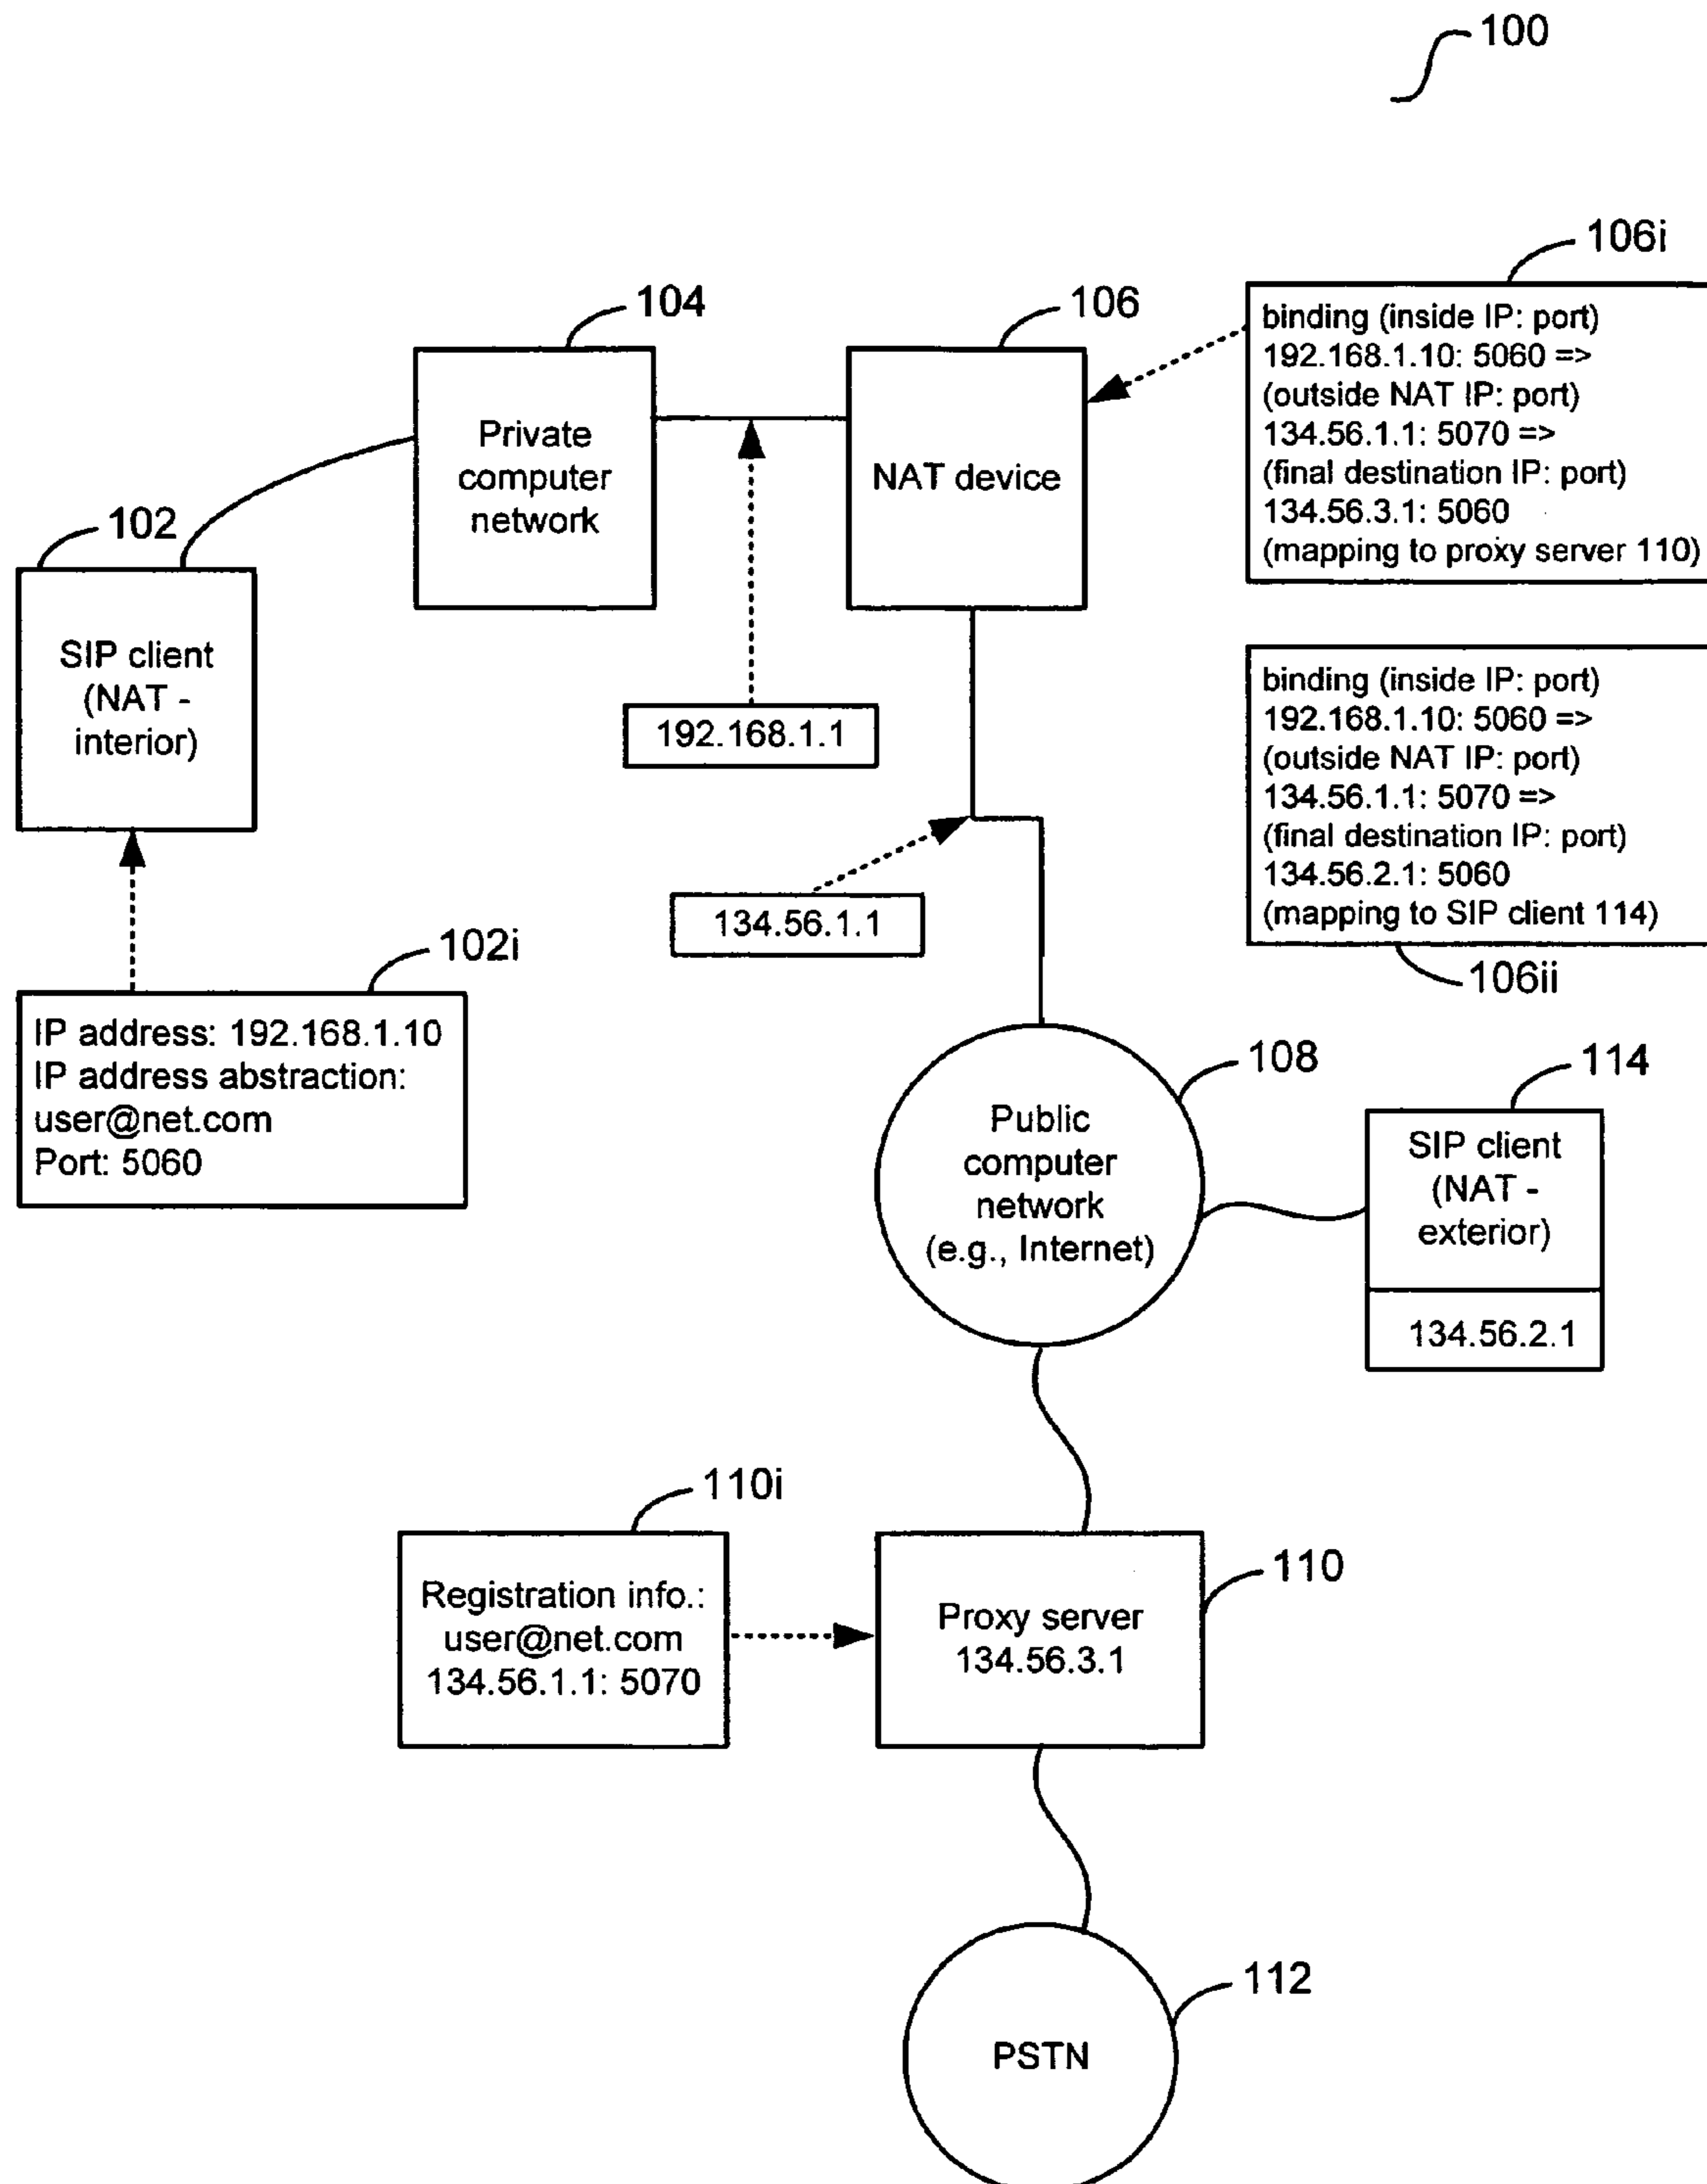 100
106i
binding (inside IP: port)
192.168.1.10: 5060 =>
(outside NAT IP: port)
134.56.1.1: 5070 =>
(final destination IP: port)
134.56.3.1: 5060
(mapping to proxy server 110)
104
Private
computer
network
106
NAT device
102
SIP client
(NAT -
interior)
192.168.1.1
134.56.1.1
binding (inside IP: port)
192.168.1.10: 5060 =>
(outside NAT IP: port)
134.56.1.1: 5070 =>
(final destination IP: port)
134.56.2.1: 5060
(mapping to SIP client 114)
106ii
102i
IP address: 192.168.1.10
IP address abstraction:
user@net.com
Port: 5060
108
Public
computer
network
(e.g., Internet)
114
SIP client
(NAT -
exterior)
134.56.2.1
110i
Registration info.:
user@net.com
134.56.1.1: 5070
110
Proxy server
134.56.3.1
112
PSTN